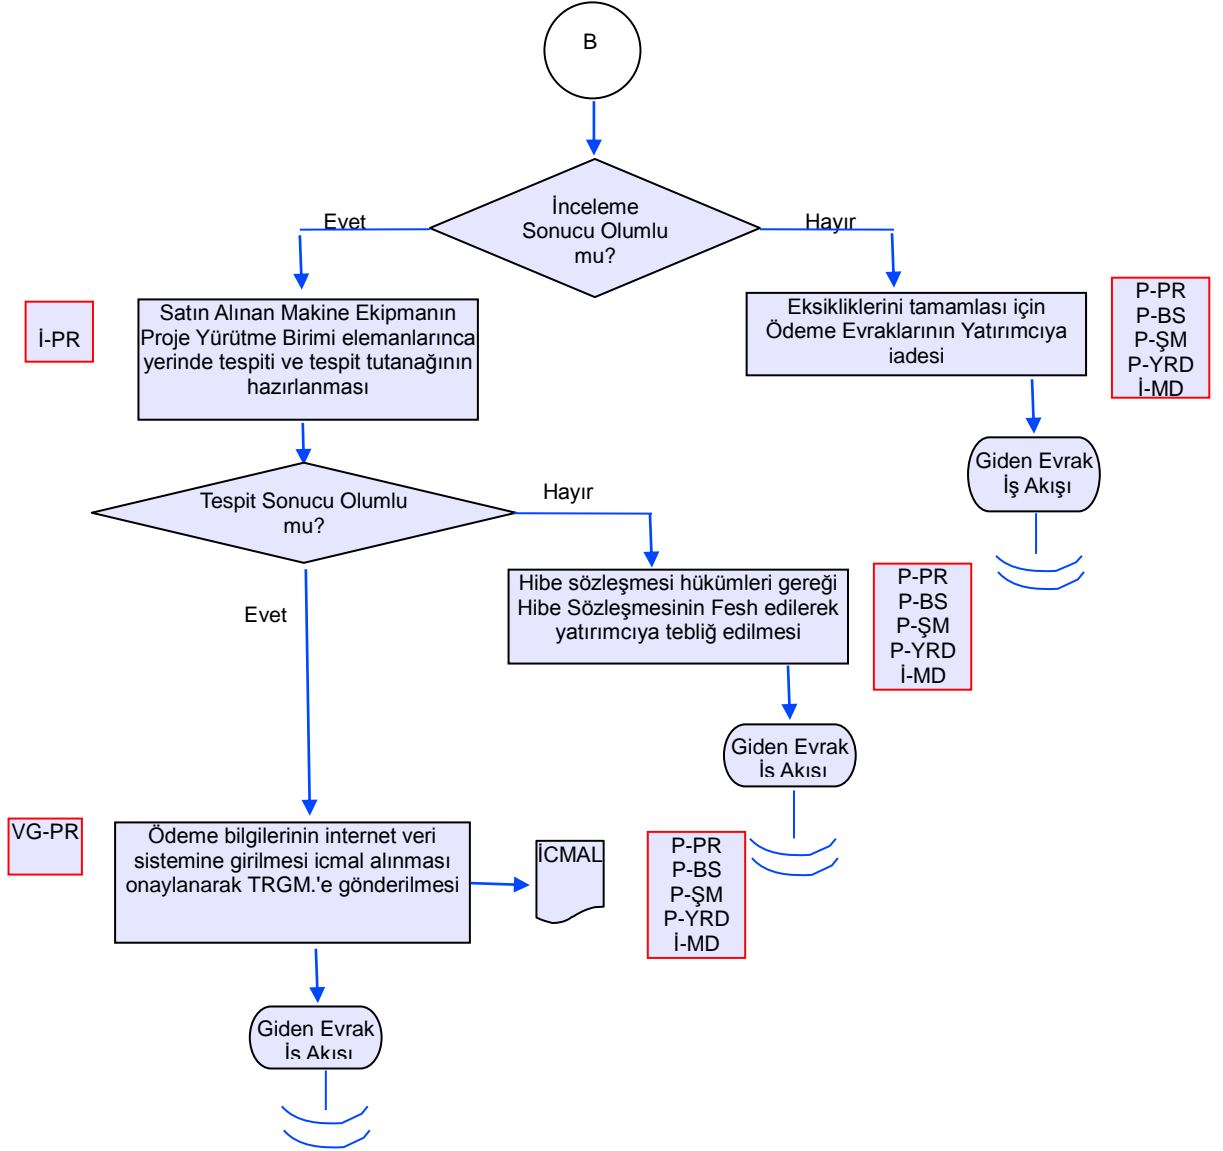 B
İnceleme
Sonucu Olumlu
mu?
Evet
Hayır
İ-PR
Satın Alınan Makine Ekipmanın
Proje Yürütme Birimi elemanlarınca
yerinde tespiti ve tespit tutanağının
hazırlanması
Eksikliklerini tamamlası için
Ödeme Evraklarının Yatırımcıya
iadesi
P-PR
P-BS
P-ŞM
P-YRD
İ-MD
Giden Evrak
İş Akışı
Tespit Sonucu Olumlu
mu?
Hayır
Evet
Hibe sözleşmesi hükümleri gereği
Hibe Sözleşmesinin Fesh edilerek
yatırımcıya tebliğ edilmesi
P-PR
P-BS
P-ŞM
P-YRD
İ-MD
Giden Evrak
İş Akışı
VG-PR
Ödeme bilgilerinin internet veri
sistemine girilmesi icmal alınması
onaylanarak TRGM.'e gönderilmesi
İCMAL
P-PR
P-BS
P-ŞM
P-YRD
İ-MD
Giden Evrak
İş Akışı